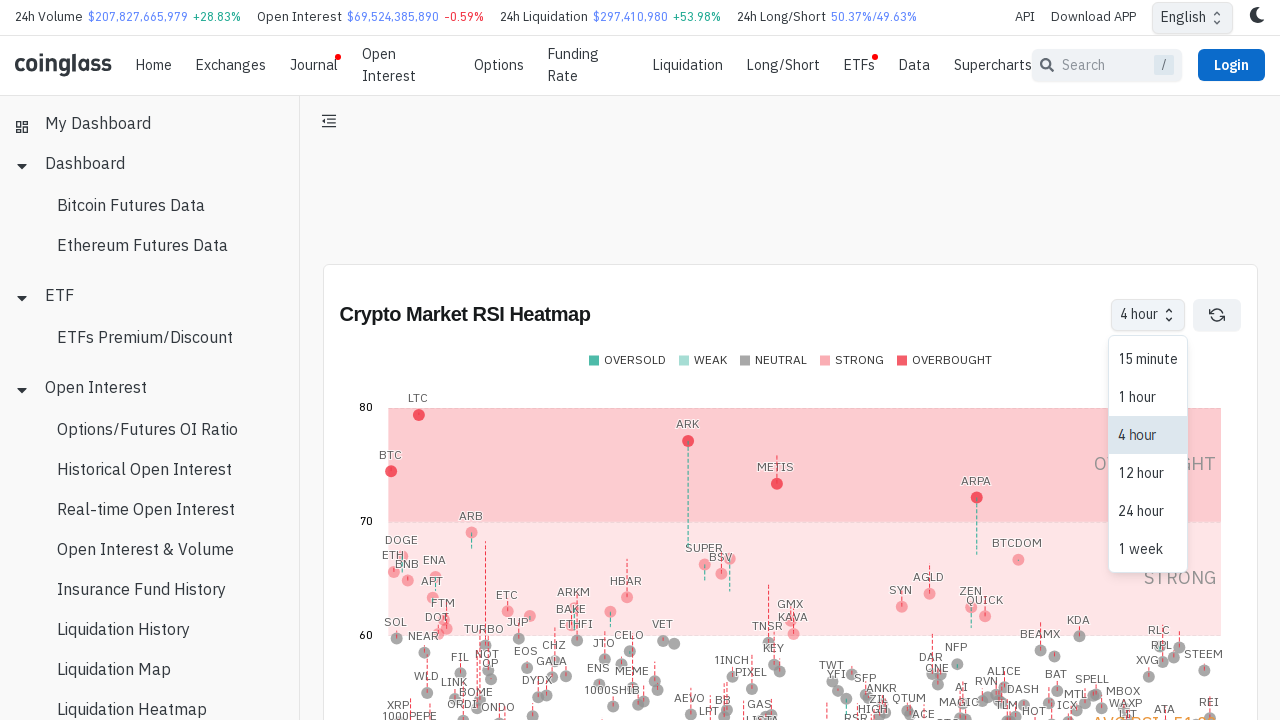 24h Volume $207,827,665,979 +28.83% Open Interest $69,524,385,890 -0.59% 24h Liquidation $297,410,980 +53.98% 24h Long/Short 50.37%/49.63% API Download APP English
coinglass Home Exchanges Journal Open Interest Options Funding Rate Liquidation Long/Short ETFs Data Supercharts Search / Login
My Dashboard
Dashboard
Bitcoin Futures Data
Ethereum Futures Data
ETF
ETFs Premium/Discount
Open Interest
Options/Futures OI Ratio
Historical Open Interest
Real-time Open Interest
Open Interest & Volume
Insurance Fund History
Liquidation History
Liquidation Map
Liquidation Heatmap
Crypto Market RSI Heatmap
4 hour
15 minute
1 hour
4 hour
12 hour
24 hour
1 week
OVERSOLD WEAK NEUTRAL STRONG OVERBOUGHT
80
LTC
ARK
BTC
METIS
ARPA
70
ARB
DOGE
BTCDOM
STRONG
ETH
SUPER
BSV
BNB
ENA
APT
HBAR
AGLD
ETC
ARKM
SYN
ZEN
QUICK
FTM
BAKE
GMX
DOT
SOL
JUP
ETHFI
VET
KAVA
KDA
TURBO
TNSR
60
NEAR
CELO
BEAMX
RLC
CHZ
JTO
KEY
NFP
RPL
EOS
NOT
FIL
OP
GALA
ENS
MEME
1INCH
PIXEL
TWT
YFI
SFP
DAR
ONE
ALICE
BAT
XVG
STEEM
WLD
LINK
DYDX
BOME
1000SHIB
ANKR
AI
RVN
DASH
SPELL
MTL
MBOX
XRP
ORDI
ONDO
AEVO
BB
GAS
ZIL
QTUM
MAGIC
TLM
ICX
WAXP
REI
1000PEPE
LPT
HIGH
ACE
HOT
ATA